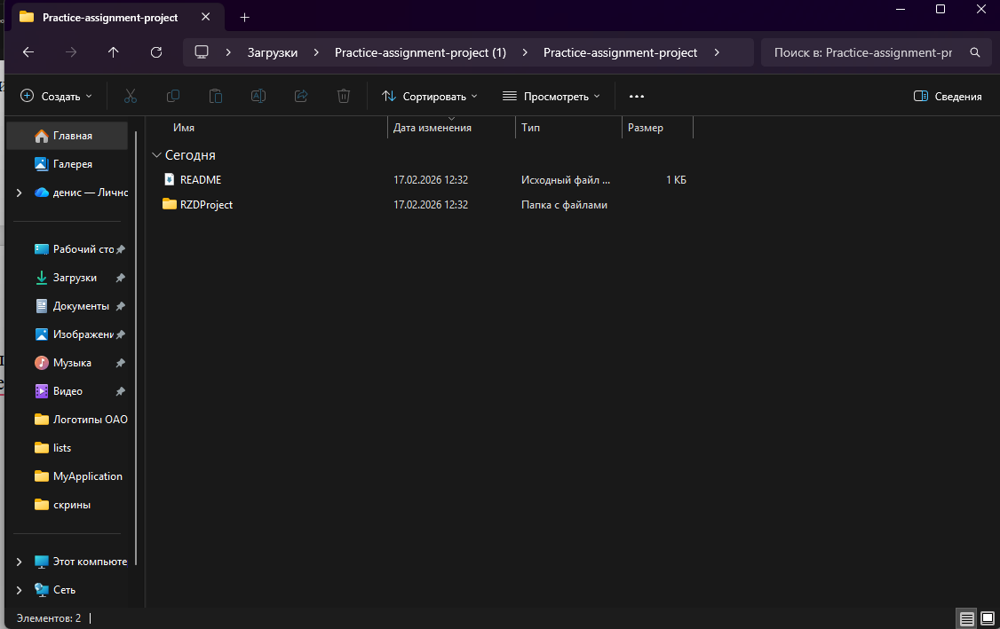 Practice-assignment-project
Загрузки > Practice-assignment-project (1) > Practice-assignment-project >
Поиск в: Practice-assignment-pr
Создать
Сортировать
Просмотреть
Сведения
Имя Дата изменения Тип Размер
Сегодня
README 17.02.2026 12:32 Исходный файл ... 1 КБ
RZDProject 17.02.2026 12:32 Папка с файлами
Главная
Галерея
денис — Личнс
Рабочий сто
Загрузки
Документы
Изображени
Музыка
Видео
Логотипы ОАО
lists
MyApplication
скрины
Этот компьюте
Сеть
Элементов: 2